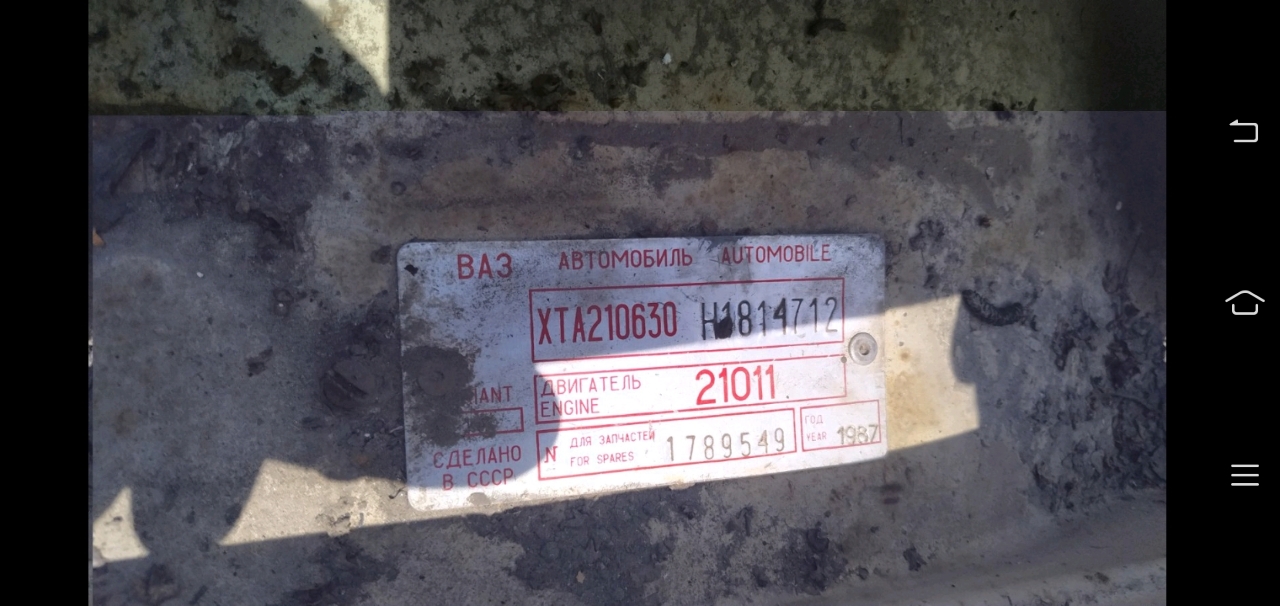 ВАЗ АВТОМОБИЛЬ AUTOMOBILE
XTA210630 H1814712
ДВИГАТЕЛЬ
ENGINE
21011
N ДЛЯ ЗАПЧАСТЕЙ
FOR SPARES
1789549
ГОД
YEAR 1987
СДЕЛАНО
В СССР